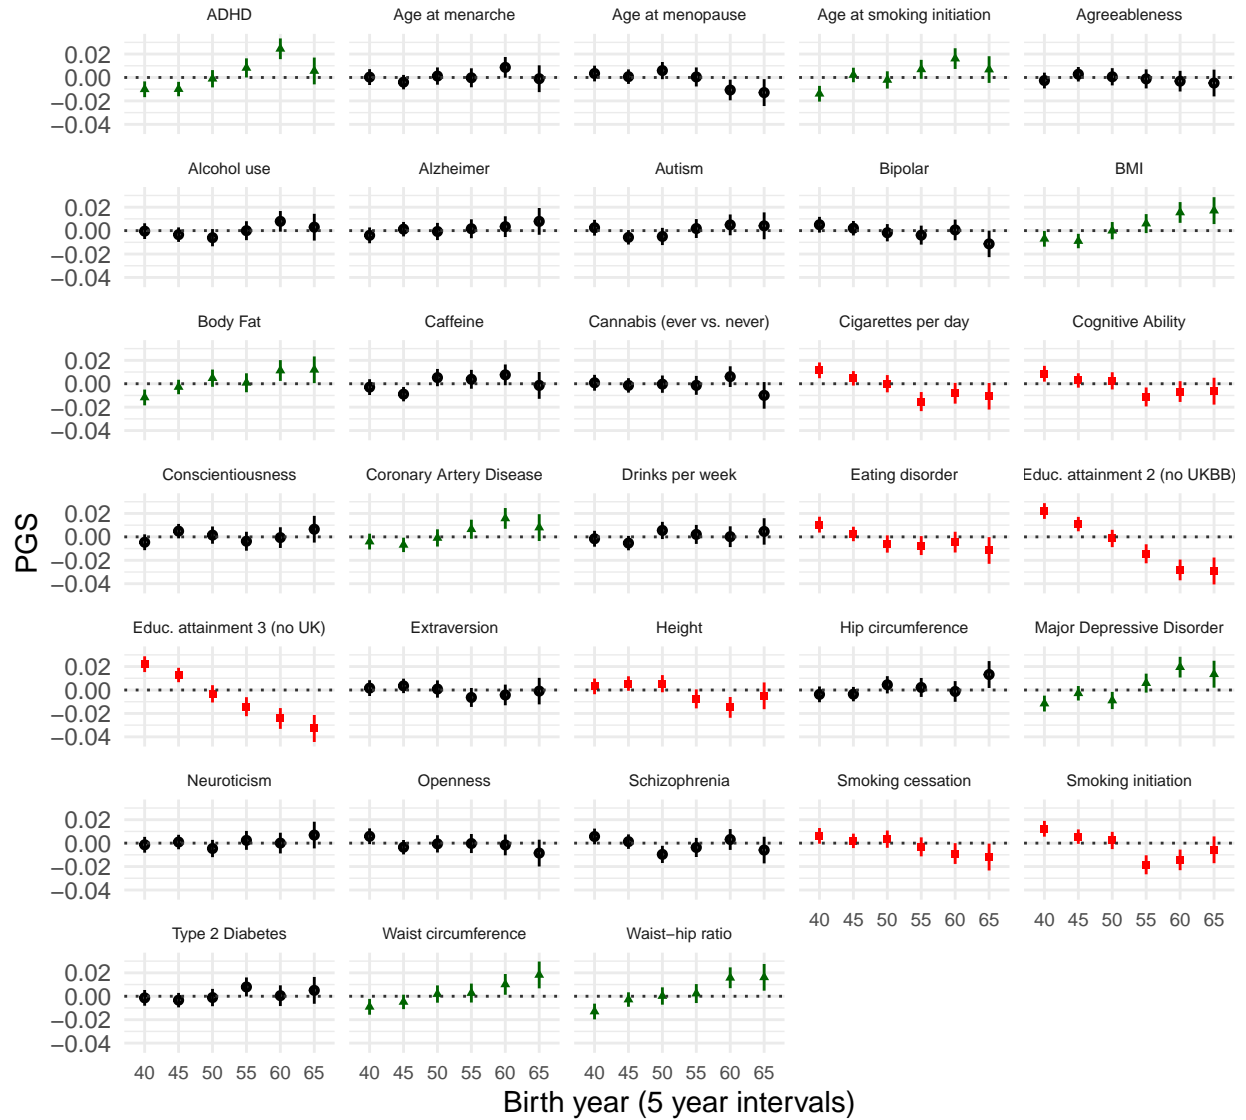 ADHD
Age at menarche
Age at menopause
Age at smoking initiation
Agreeableness
0.02
0.00
−0.02
−0.04
Alcohol use
Alzheimer
Autism
Bipolar
BMI
0.02
0.00
−0.02
−0.04
Body Fat
Caffeine
Cannabis (ever vs. never)
Cigarettes per day
Cognitive Ability
0.02
0.00
−0.02
−0.04
Conscientiousness
Coronary Artery Disease
Drinks per week
Eating disorder
Educ. attainment 2 (no UKBB)
0.02
0.00
−0.02
−0.04
PGS
Educ. attainment 3 (no UK)
Extraversion
Height
Hip circumference
Major Depressive Disorder
0.02
0.00
−0.02
−0.04
Neuroticism
Openness
Schizophrenia
Smoking cessation
Smoking initiation
0.02
0.00
−0.02
−0.04
40 45 50 55 60 65
40 45 50 55 60 65
Type 2 Diabetes
Waist circumference
Waist−hip ratio
0.02
0.00
−0.02
−0.04
40 45 50 55 60 65
40 45 50 55 60 65
40 45 50 55 60 65
Birth year (5 year intervals)